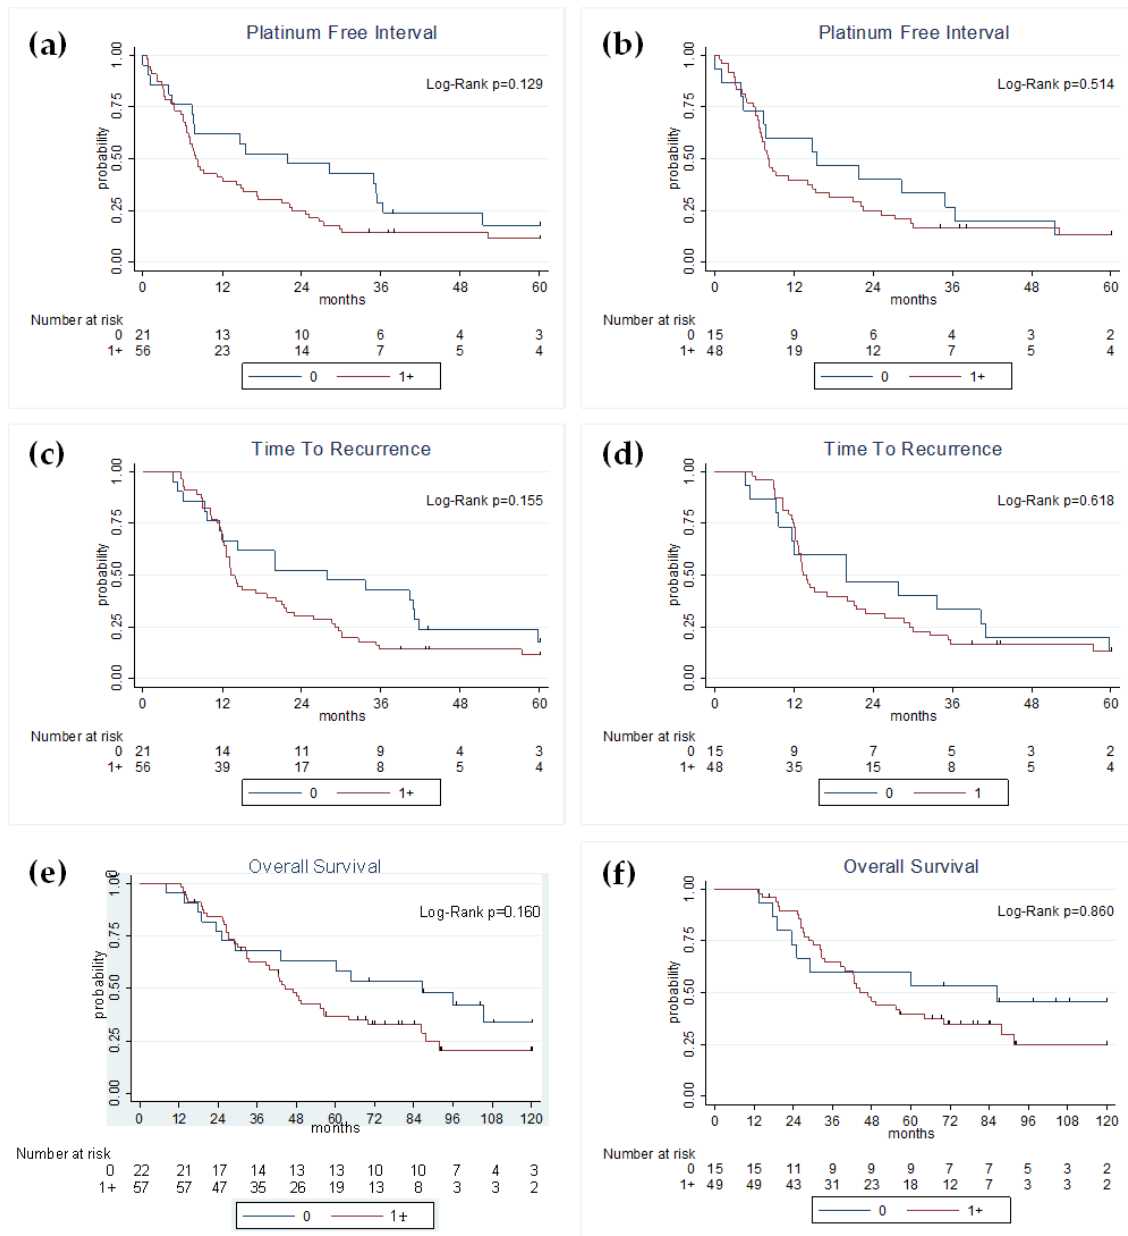 (a)
Platinum Free Interval
Log-Rank p=0.129
probability
1.00
0.75
0.50
0.25
0.00
0 12 24 36 48 60
months
Number at risk
0 21 13 10 6 4 3
1+ 56 23 14 7 5 4
0 1+
(b)
Platinum Free Interval
Log-Rank p=0.514
probability
1.00
0.75
0.50
0.25
0.00
0 12 24 36 48 60
months
Number at risk
0 15 9 6 4 3 2
1+ 48 19 12 7 5 4
0 1+
(c)
Time To Recurrence
Log-Rank p=0.155
probability
1.00
0.75
0.50
0.25
0.00
0 12 24 36 48 60
months
Number at risk
0 21 14 11 9 4 3
1+ 56 39 17 8 5 4
0 1+
(d)
Time To Recurrence
Log-Rank p=0.618
probability
1.00
0.75
0.50
0.25
0.00
0 12 24 36 48 60
months
Number at risk
0 15 9 7 5 3 2
1+ 48 35 15 8 5 4
0 1
(e)
Overall Survival
Log-Rank p=0.160
probability
1.00
0.75
0.50
0.25
0.00
0 12 24 36 48 60 72 84 96 108 120
months
Number at risk
0 22 21 17 14 13 13 10 10 7 4 3
1+ 57 57 47 35 26 19 13 8 3 3 2
0 1+
(f)
Overall Survival
Log-Rank p=0.860
probability
1.00
0.75
0.50
0.25
0.00
0 12 24 36 48 60 72 84 96 108 120
months
Number at risk
0 15 15 11 9 9 9 7 7 5 3 2
1+ 49 49 43 31 23 18 12 7 3 3 2
0 1+